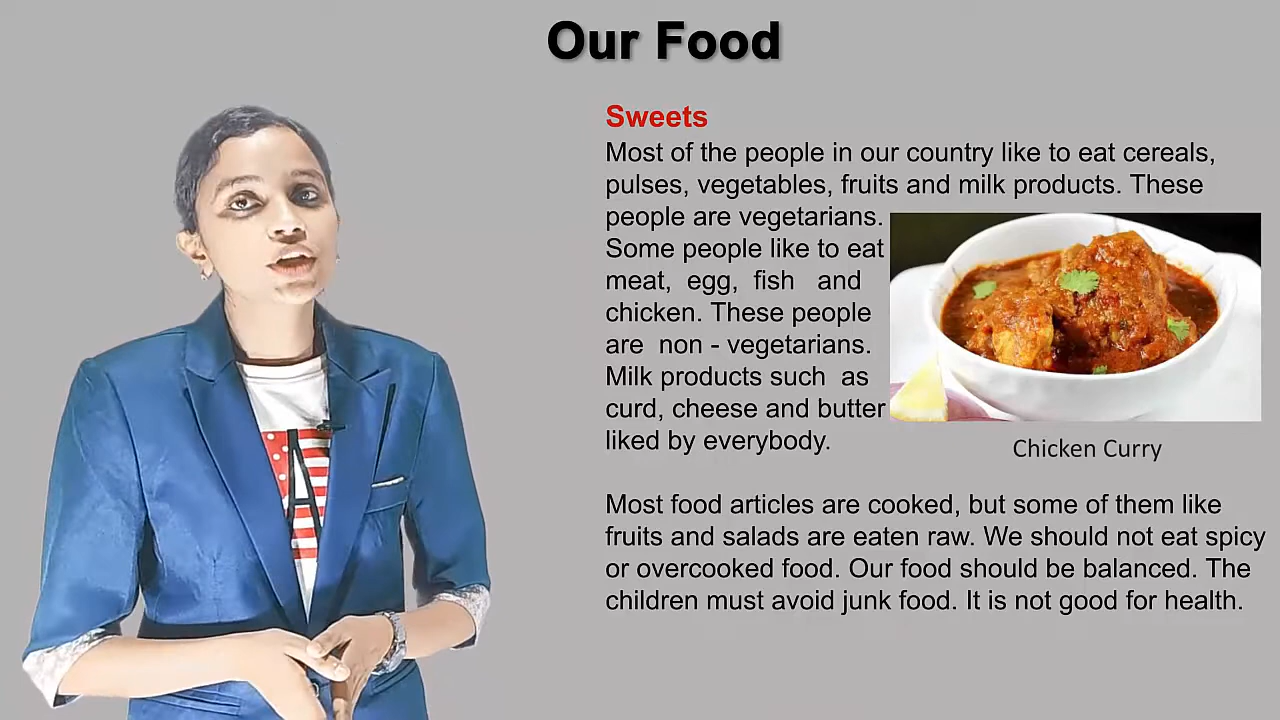 Our Food
Sweets
Most of the people in our country like to eat cereals,
pulses, vegetables, fruits and milk products. These
people are vegetarians.
Some people like to eat
meat, egg, fish and
chicken. These people
are non - vegetarians.
Milk products such as
curd, cheese and butter
liked by everybody.
Chicken Curry
Most food articles are cooked, but some of them like
fruits and salads are eaten raw. We should not eat spicy
or overcooked food. Our food should be balanced. The
children must avoid junk food. It is not good for health.
A